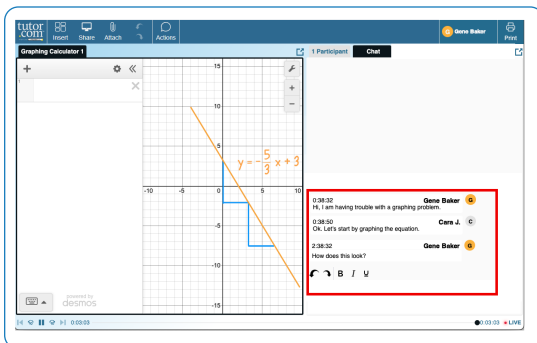 tutor
.com
Insert Share Attach Actions
Gene Baker
Print
Graphing Calculator 1
1 Participant Chat
1
15
10
5
-10 -5 0 5 10
-5
-10
-15
y = -5/3 x + 3
G
0:38:32 Gene Baker G
Hi, I am having trouble with a graphing problem.
0:38:50 Cara J. C
Ok. Let's start by graphing the equation.
2:38:32 Gene Baker G
How does this look?
B I U
powered by
desmos
0:03:03
0:03:03 LIVE